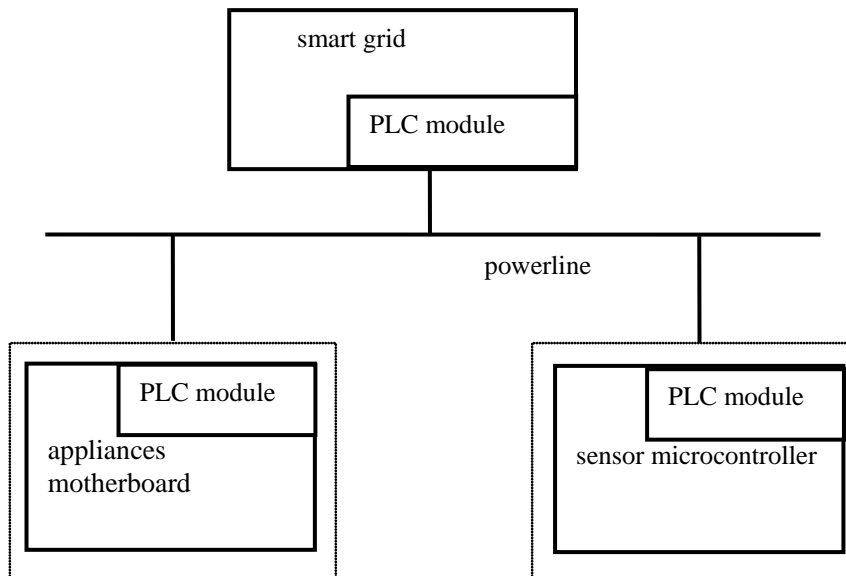 smart grid
PLC module
powerline
PLC module
appliances
motherboard
PLC module
sensor microcontroller